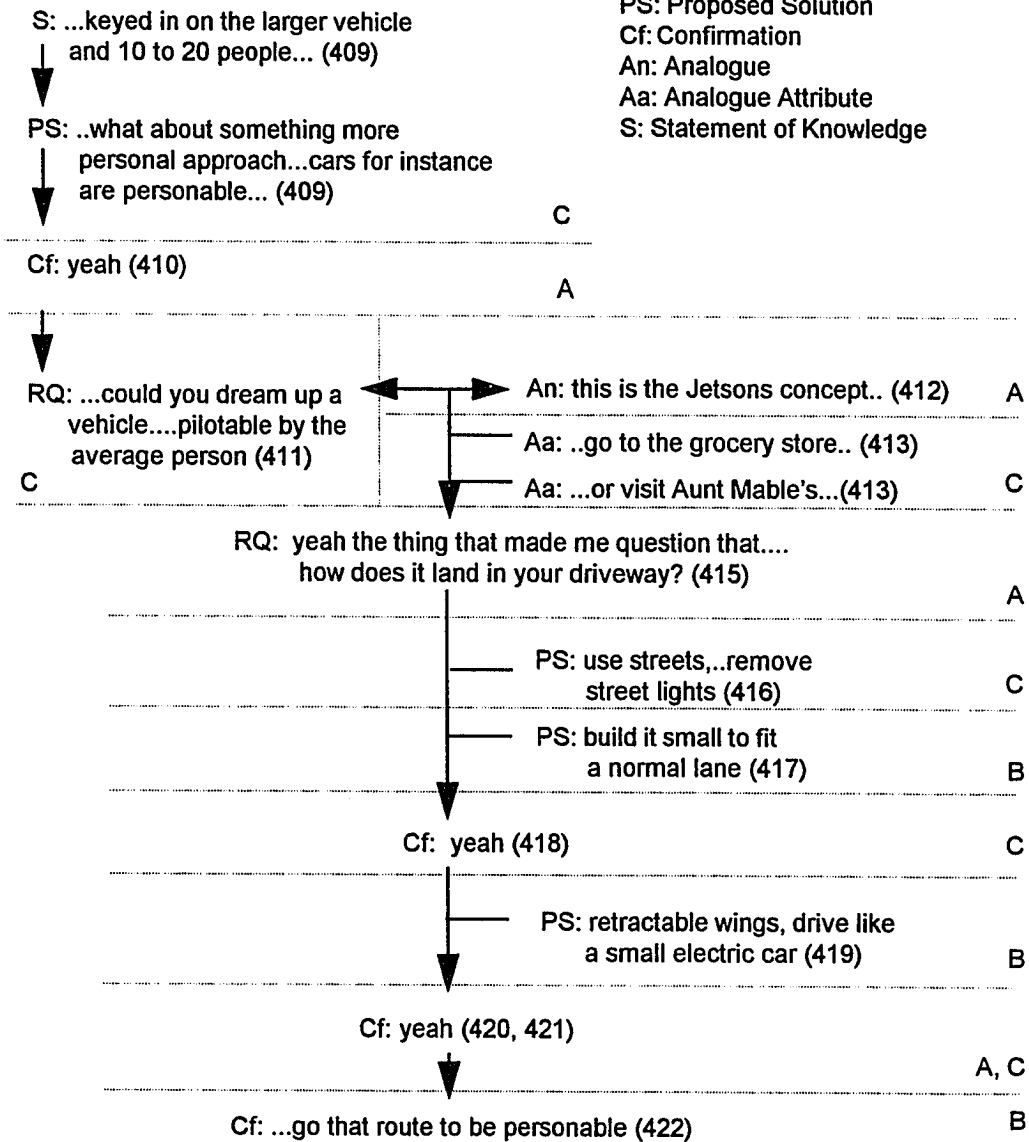 PS: Proposed Solution
Cf: Confirmation
An: Analogue
Aa: Analogue Attribute
S: Statement of Knowledge
S: ...keyed in on the larger vehicle
and 10 to 20 people... (409)
PS: ..what about something more
personal approach...cars for instance
are personable... (409)
C
Cf: yeah (410)
A
RQ: ...could you dream up a
vehicle....pilotable by the
average person (411)
C
An: this is the Jetsons concept.. (412)
A
Aa: ..go to the grocery store.. (413)
Aa: ...or visit Aunt Mable's...(413)
C
RQ: yeah the thing that made me question that....
how does it land in your driveway? (415)
A
PS: use streets,..remove
street lights (416)
C
PS: build it small to fit
a normal lane (417)
B
Cf: yeah (418)
C
PS: retractable wings, drive like
a small electric car (419)
B
Cf: yeah (420, 421)
A, C
Cf: ...go that route to be personable (422)
B